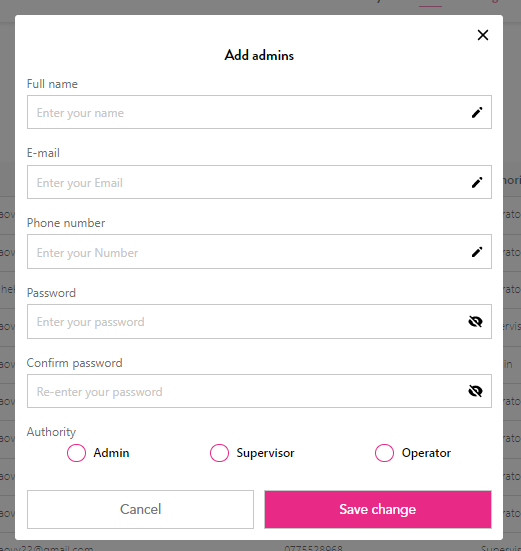 Add admins
Full name
Enter your name
E-mail
Enter your Email
Phone number
Enter your Number
Password
Enter your password
Confirm password
Re-enter your password
Authority
Admin Supervisor Operator
Cancel Save change